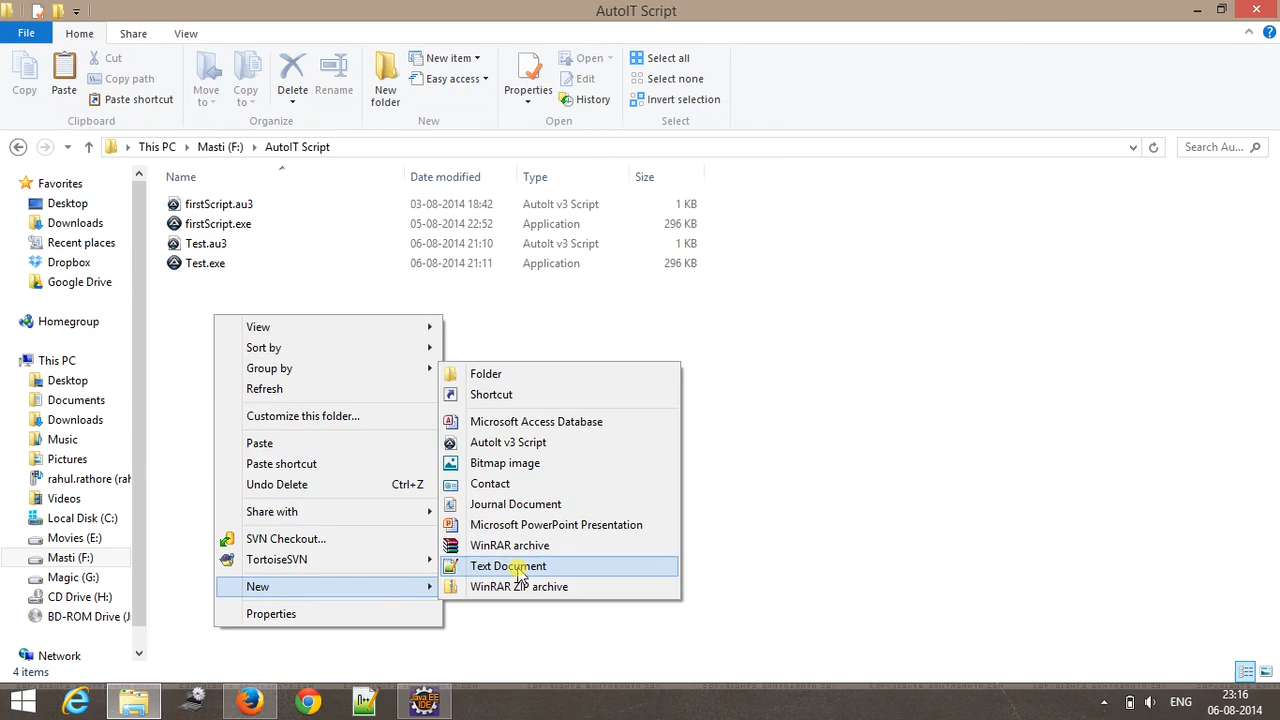 AutoIT Script
File
Home
Share
View
Copy
Paste
Cut
Copy path
Paste shortcut
Clipboard
Move to
Copy to
Delete
Rename
Organize
New folder
New item
Easy access
New
Properties
Open
Edit
History
Open
Select all
Select none
Invert selection
Select
This PC
Masti (F:)
AutoIT Script
Search Au...
Name
Date modified
Type
Size
firstScript.au3 03-08-2014 18:42 AutoIt v3 Script 1 KB
firstScript.exe 05-08-2014 22:52 Application 296 KB
Test.au3 06-08-2014 21:10 AutoIt v3 Script 1 KB
Test.exe 06-08-2014 21:11 Application 296 KB
Favorites
Desktop
Downloads
Recent places
Dropbox
Google Drive
Homegroup
This PC
Desktop
Documents
Downloads
Music
Pictures
rahul.rathore (rah
Videos
Local Disk (C:)
Movies (E:)
Masti (F:)
Magic (G:)
CD Drive (H:)
BD-ROM Drive (J
Network
View
Sort by
Group by
Refresh
Customize this folder...
Paste
Paste shortcut
Undo Delete Ctrl+Z
Share with
SVN Checkout...
TortoiseSVN
New
Properties
Folder
Shortcut
Microsoft Access Database
AutoIt v3 Script
Bitmap image
Contact
Journal Document
Microsoft PowerPoint Presentation
WinRAR archive
Text Document
WinRAR ZIP archive
4 items
Java EE
IDE
ENG
23:16
06-08-2014